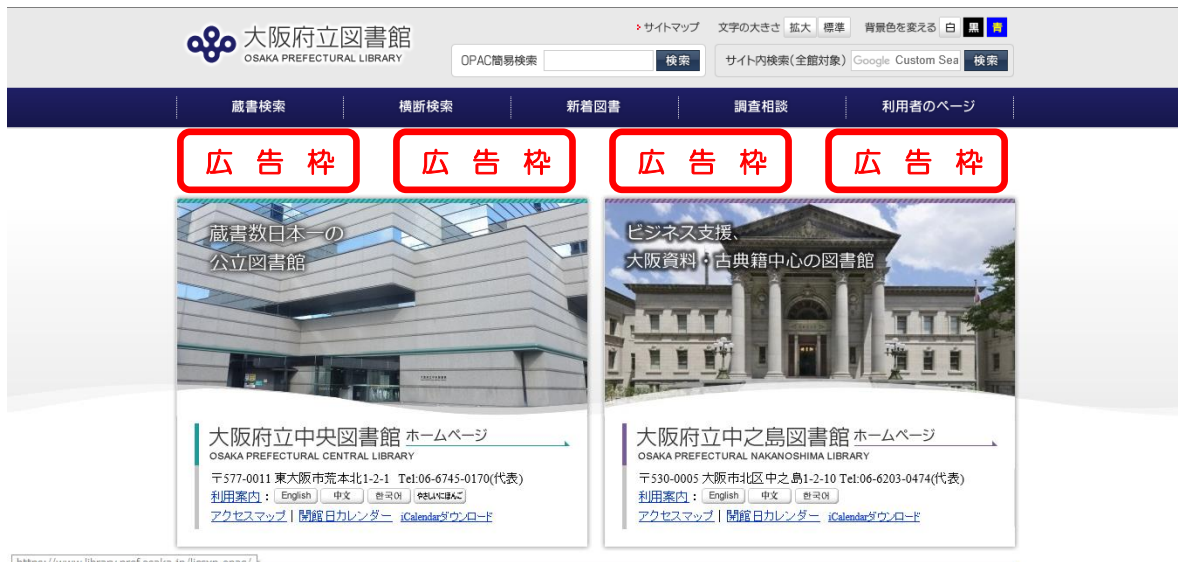 大阪府立図書館
OSAKA PREFECTURAL LIBRARY
サイトマップ 文字の大きさ 拡大 標準 背景色を変える 白 黒 青
OPAC簡易検索 検索 サイト内検索(全館対象) Google Custom Sea 検索
蔵書検索 横断検索 新着図書 調査相談 利用者のページ
広告枠 広告枠 広告枠 広告枠
蔵書数日本一の
公立図書館
ビジネス支援、
大阪資料・古典籍中心の図書館
大阪府立中央図書館 ホームページ
OSAKA PREFECTURAL CENTRAL LIBRARY
〒577-0011 東大阪市荒本北1-2-1 Tel:06-6745-0170(代表)
利用案内: English 中文 한국어 やさしいにほんご
アクセスマップ | 開館日カレンダー iCalendarダウンロード
大阪府立中之島図書館 ホームページ
OSAKA PREFECTURAL NAKANOSHIMA LIBRARY
〒530-0005 大阪市北区中之島1-2-10 Tel:06-6203-0474(代表)
利用案内: English 中文 한국어
アクセスマップ | 開館日カレンダー iCalendarダウンロード